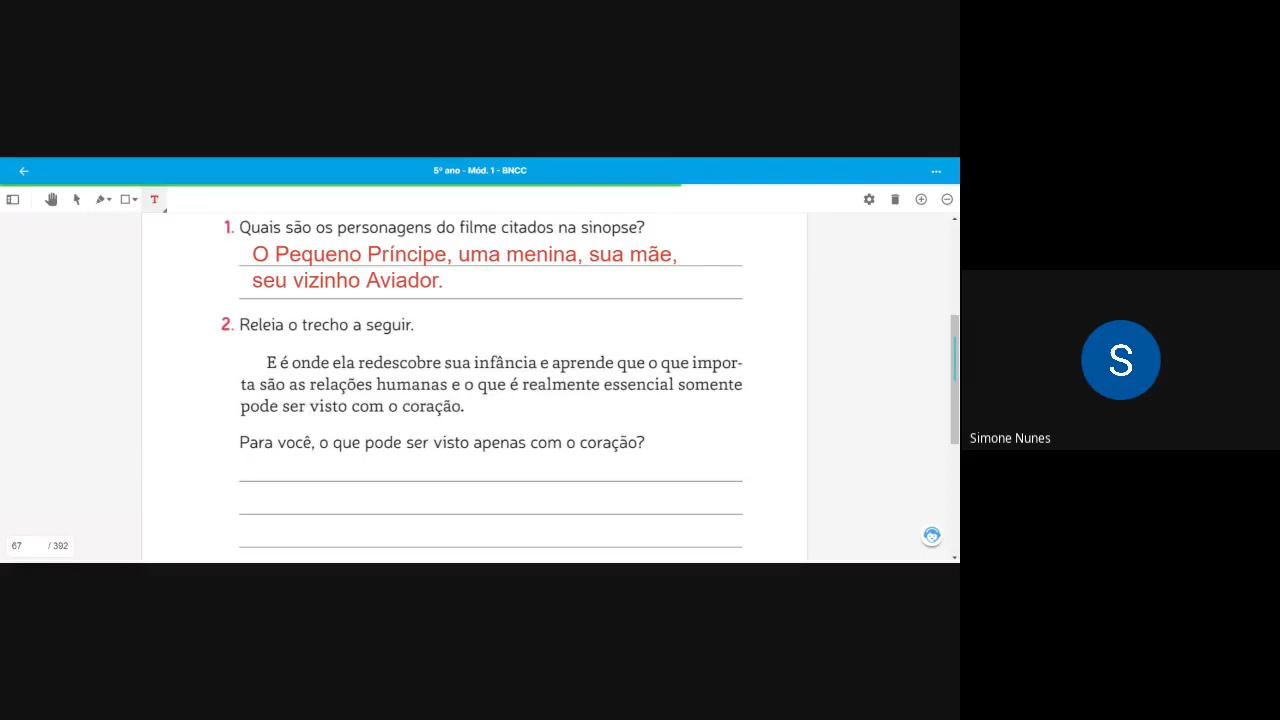 5º ano - Mód. 1 - BNCC
T
1. Quais são os personagens do filme citados na sinopse?
O Pequeno Príncipe, uma menina, sua mãe,
seu vizinho Aviador.
2. Releia o trecho a seguir.
E é onde ela redescobre sua infância e aprende que o que impor-
ta são as relações humanas e o que é realmente essencial somente
pode ser visto com o coração.
Para você, o que pode ser visto apenas com o coração?
67 / 392
S
Simone Nunes